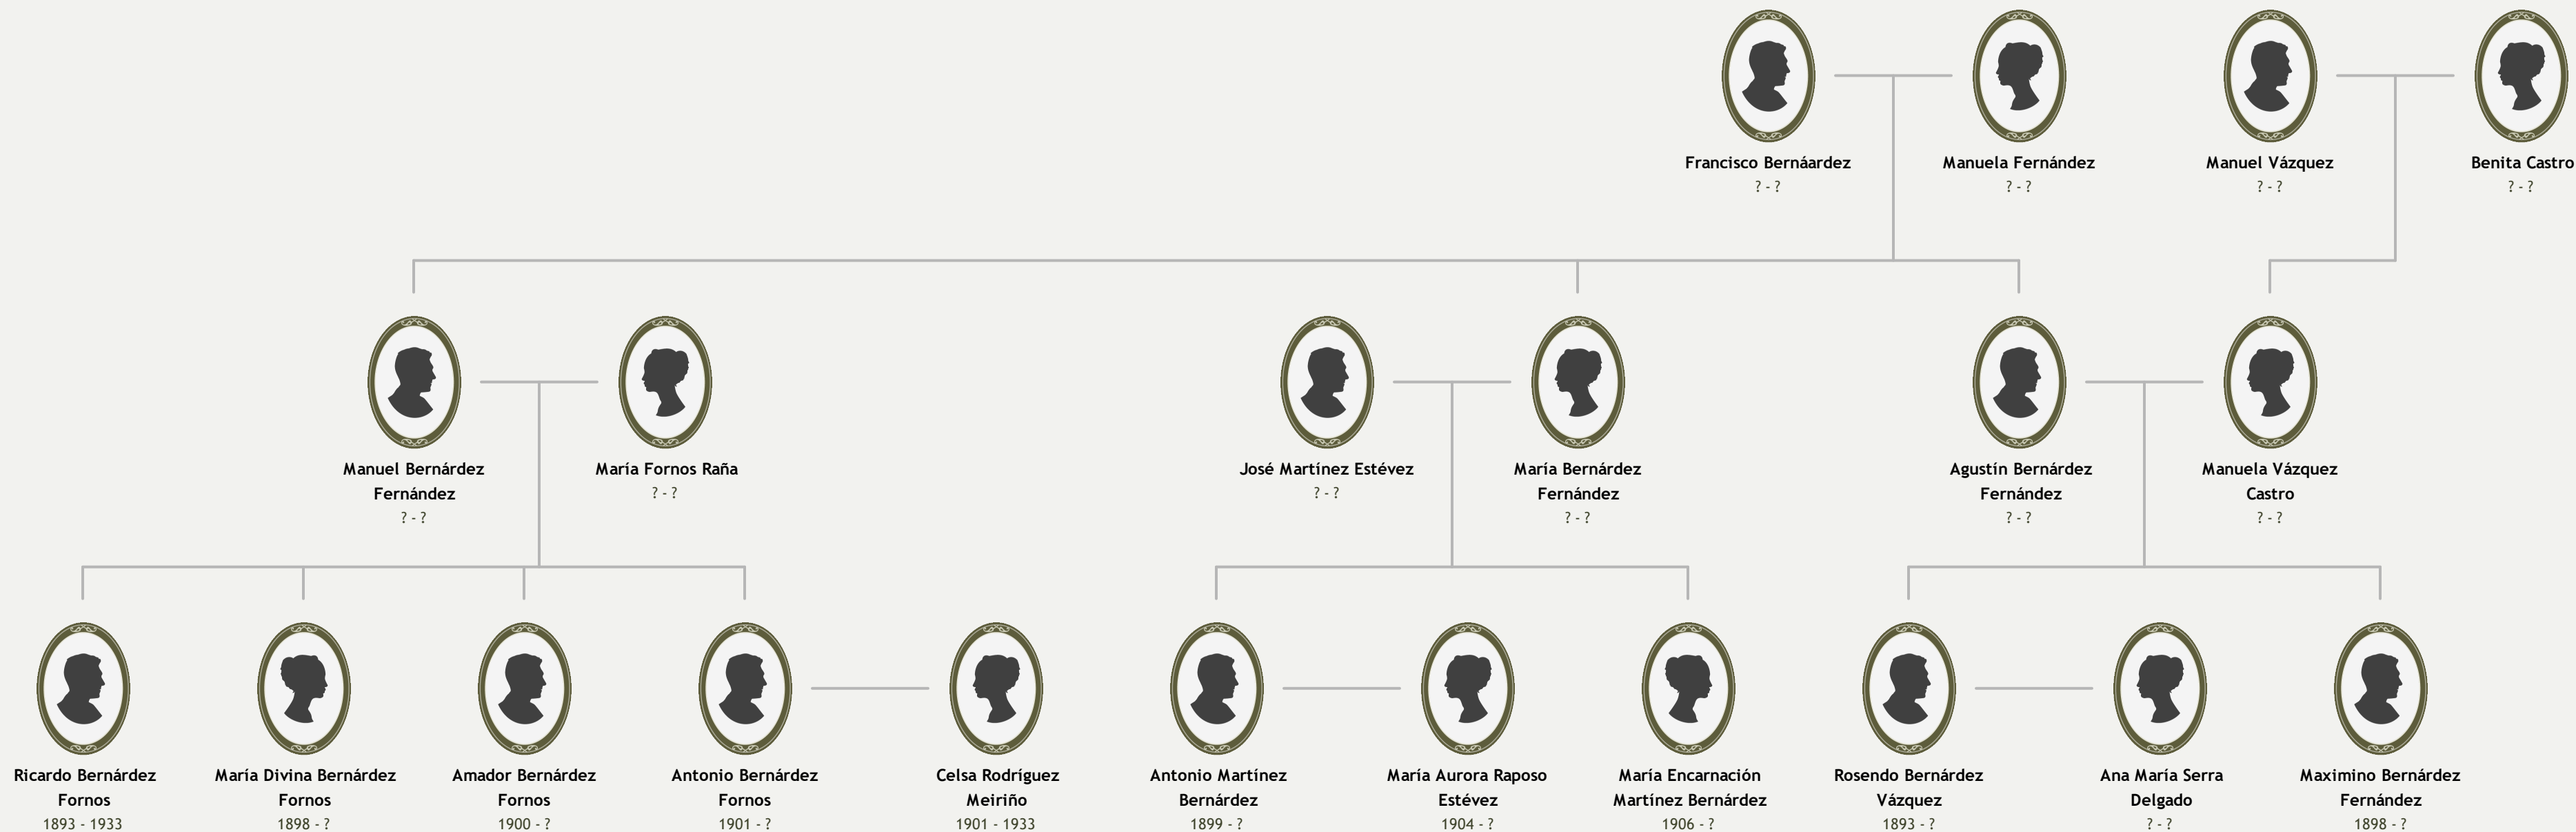 Francisco Bernáardez
? - ?
Manuela Fernández
? - ?
Manuel Vázquez
? - ?
Benita Castro
? - ?
Manuel Bernárdez
Fernández
? - ?
María Fornos Raña
? - ?
José Martínez Estévez
? - ?
María Bernárdez
Fernández
? - ?
Agustín Bernárdez
Fernández
? - ?
Manuela Vázquez
Castro
? - ?
Ricardo Bernárdez
Fornos
1893 - 1933
María Divina Bernárdez
Fornos
1898 - ?
Amador Bernárdez
Fornos
1900 - ?
Antonio Bernárdez
Fornos
1901 - ?
Celsa Rodríguez
Meiriño
1901 - 1933
Antonio Martínez
Bernárdez
1899 - ?
María Aurora Raposo
Estévez
1904 - ?
María Encarnación
Martínez Bernárdez
1906 - ?
Rosendo Bernárdez
Vázquez
1893 - ?
Ana María Serra
Delgado
? - ?
Maximino Bernárdez
Fernández
1898 - ?